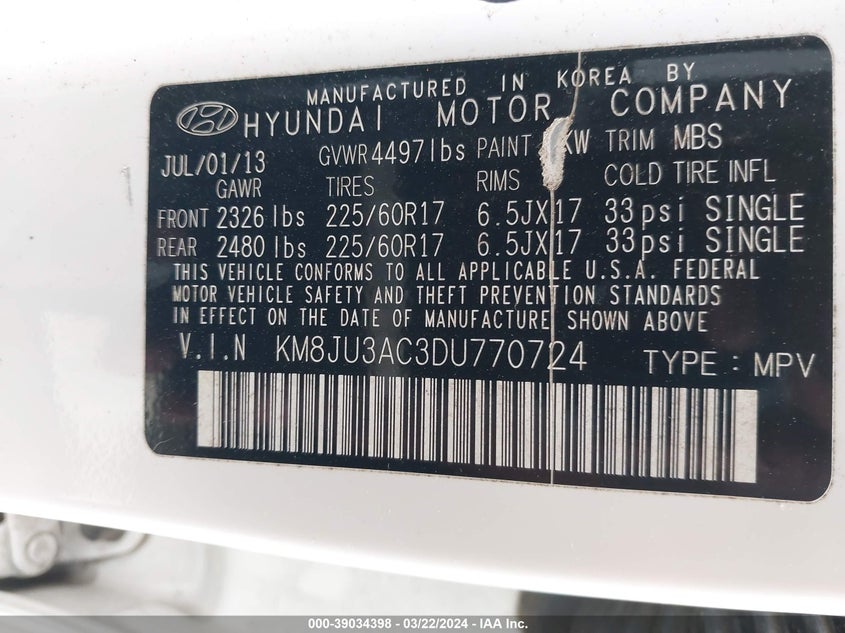 MANUFACTURED IN KOREA BY
HYUNDAI MOTOR COMPANY
JUL/01/13 GVWR 4497lbs PAINT KW TRIM MBS
GAWR TIRES RIMS COLD TIRE INFL
FRONT 2326 lbs 225/60R17 6.5JX17 33psi SINGLE
REAR 2480 lbs 225/60R17 6.5JX17 33psi SINGLE
THIS VEHICLE CONFORMS TO ALL APPLICABLE U.S.A. FEDERAL
MOTOR VEHICLE SAFETY AND THEFT PREVENTION STANDARDS
IN EFFECT ON THE DATE OF MANUFACTURE SHOWN ABOVE
V.I.N KM8JU3AC3DU770724 TYPE : MPV
000-39034398 - 03/22/2024 - IAA Inc.